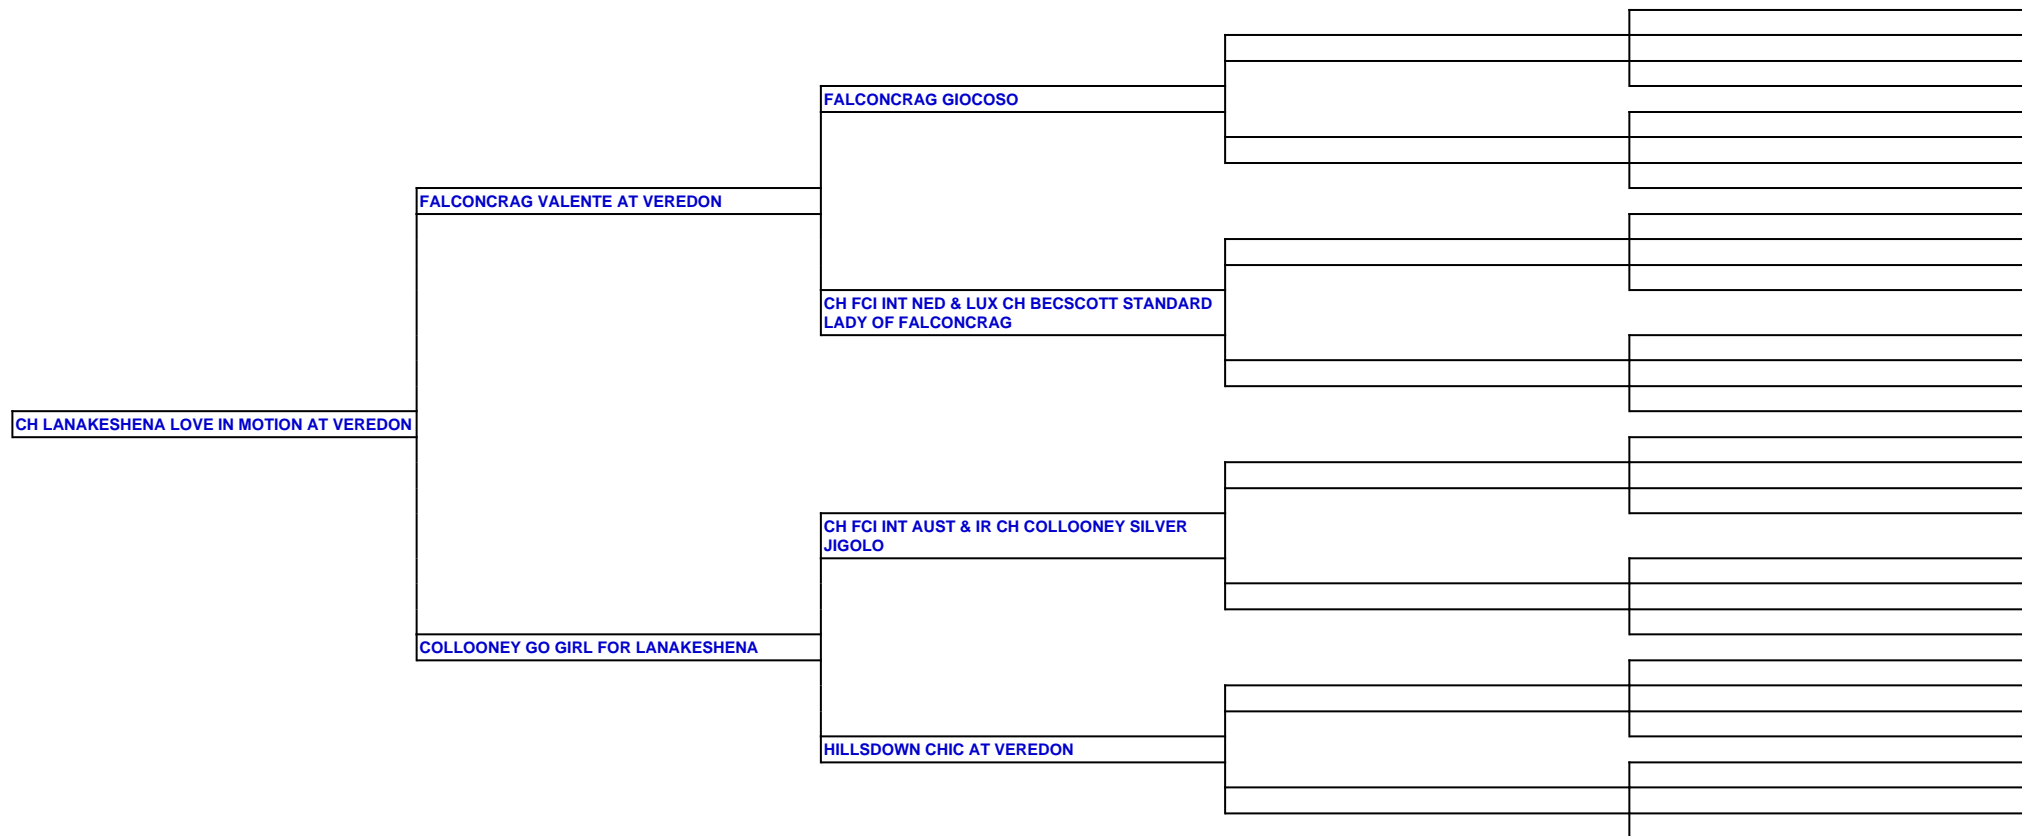 FALCONCRAG GIOCOSO
FALCONCRAG VALENTE AT VEREDON
CH FCI INT NED & LUX CH BECSCOTT STANDARD
LADY OF FALCONCRAG
CH LANAKESHENA LOVE IN MOTION AT VEREDON
CH FCI INT AUST & IR CH COLLOONEY SILVER
JIGOLO
COLLOONEY GO GIRL FOR LANAKESHENA
HILLSDOWN CHIC AT VEREDON